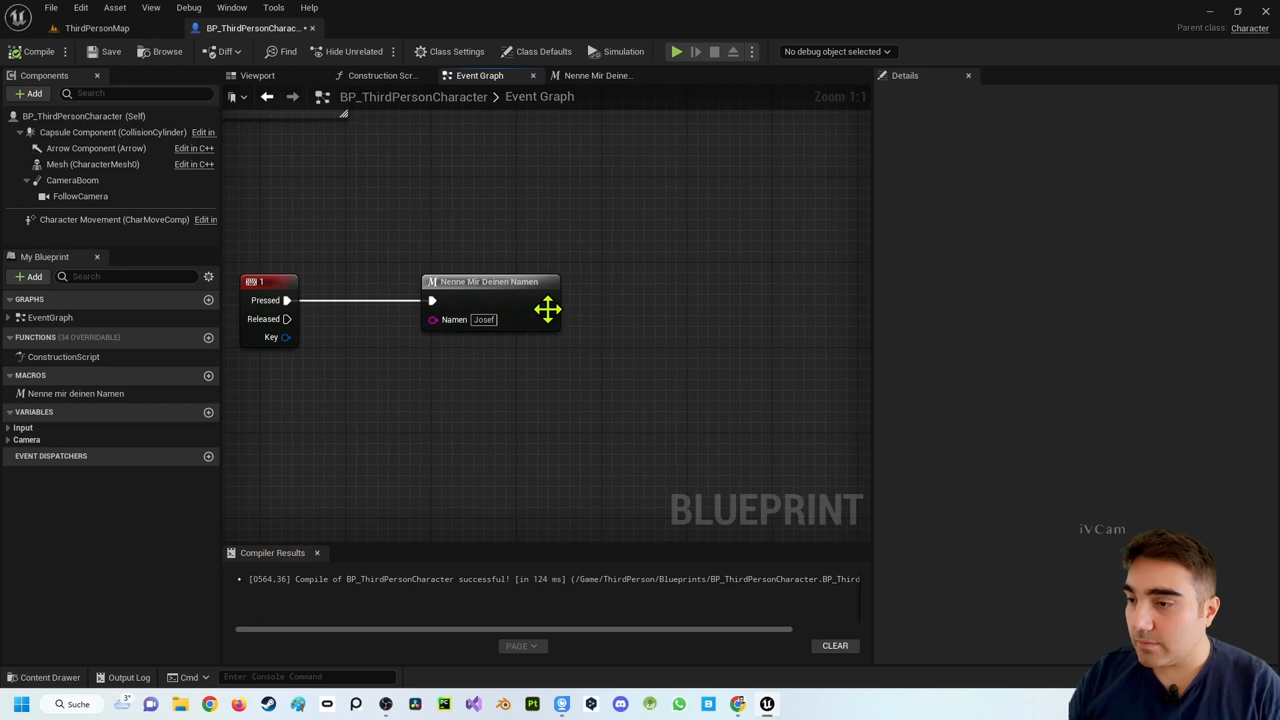 File Edit Asset View Debug Window Tools Help
ThirdPersonMap
BP_ThirdPersonCharac...
Parent class: Character
Compile
Save
Browse
Diff
Find
Hide Unrelated
Class Settings
Class Defaults
Simulation
No debug object selected
Components
Viewport
Construction Scr...
Event Graph
Nenne Mir Deine...
Details
Add
Search
BP_ThirdPersonCharacter > Event Graph
Zoom 1:1
BP_ThirdPersonCharacter (Self)
Capsule Component (CollisionCylinder) Edit in
Arrow Component (Arrow) Edit in C++
Mesh (CharacterMesh0) Edit in C++
CameraBoom
FollowCamera
Character Movement (CharMoveComp) Edit in
My Blueprint
Add
Search
GRAPHS
EventGraph
FUNCTIONS (34 OVERRIDABLE)
ConstructionScript
MACROS
Nenne mir deinen Namen
VARIABLES
Input
Camera
EVENT DISPATCHERS
1
Pressed
Released
Key
Nenne Mir Deinen Namen
Namen Josef
BLUEPRINT
iVCam
Compiler Results
[0564,36] Compile of BP_ThirdPersonCharacter successful! [in 124 ms] (/Game/ThirdPerson/Blueprints/BP_ThirdPersonCharacter.BP_Third
PAGE
CLEAR
Content Drawer
Output Log
Cmd
Enter Console Command
Suche
3°